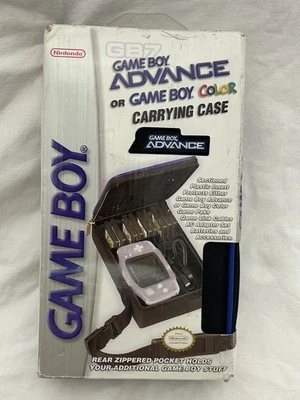 Nintendo
GB7
GAME BOY
ADVANCE
OR GAME BOY COLOR
CARRYING CASE
GAME BOY
ADVANCE
GAME BOY
Sectioned
Plastic Insert
Protects Either
Game Boy Advance
or Game Boy Color
Game Paks
Game Link Cables
AC Adapter Set
Batteries and
Accessories.
REAR ZIPPERED POCKET HOLDS
YOUR ADDITIONAL GAME BOY STUFF
Nintendo